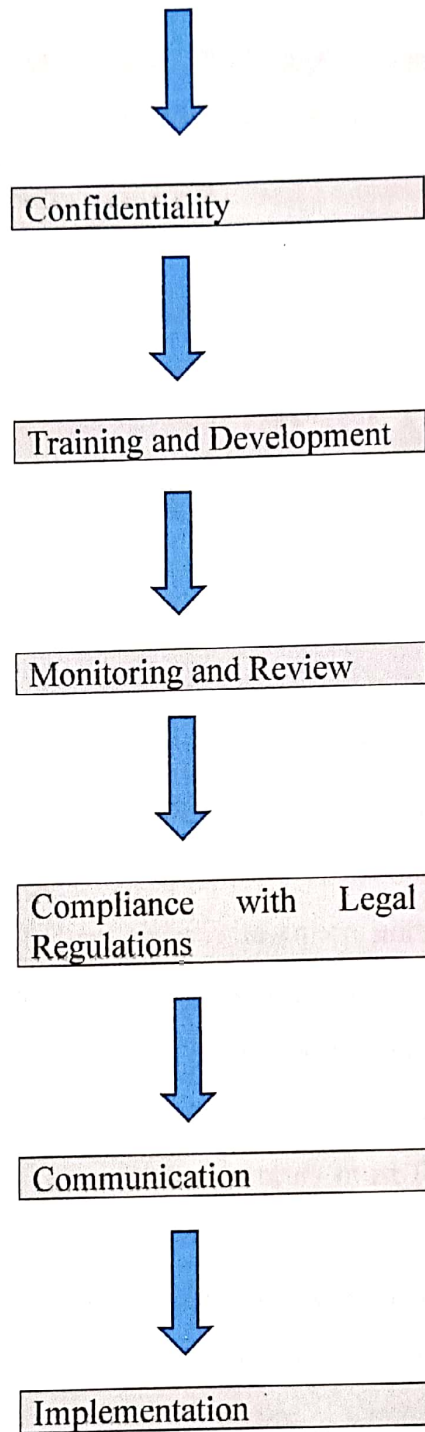 Confidentiality
Training and Development
Monitoring and Review
Compliance with Legal
Regulations
Communication
Implementation